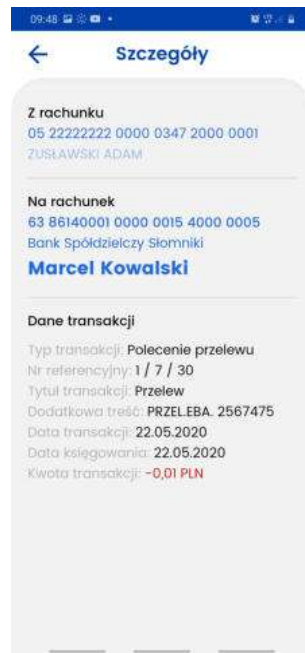 09:48
Szczegóły
Z rachunku
05 22222222 0000 0347 2000 0001
ZUSŁAWSKI ADAM
Na rachunek
63 86140001 0000 0015 4000 0005
Bank Spółdzielczy Słomniki
Marcel Kowalski
Dane transakcji
Typ transakcji: Polecenie przelewu
Nr referencyjny: 1 / 7 / 30
Tytuł transakcji: Przelew
Dodatkowa treść: PRZEL.EBA. 2567475
Data transakcji: 22.05.2020
Data księgowania: 22.05.2020
Kwota transakcji: -0,01 PLN